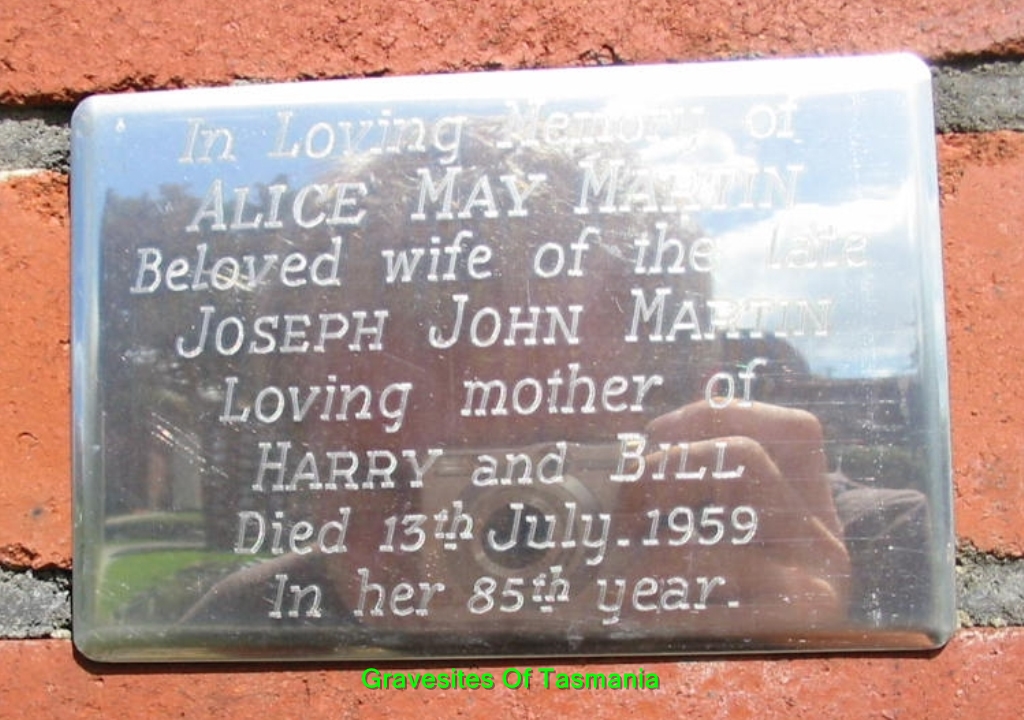 In Loving Memory of
ALICE MAY MARTIN
Beloved wife of the late
JOSEPH JOHN MARTIN
Loving mother of
HARRY and BILL
Died 13th July.1959
In her 85th year.
Gravesites Of Tasmania